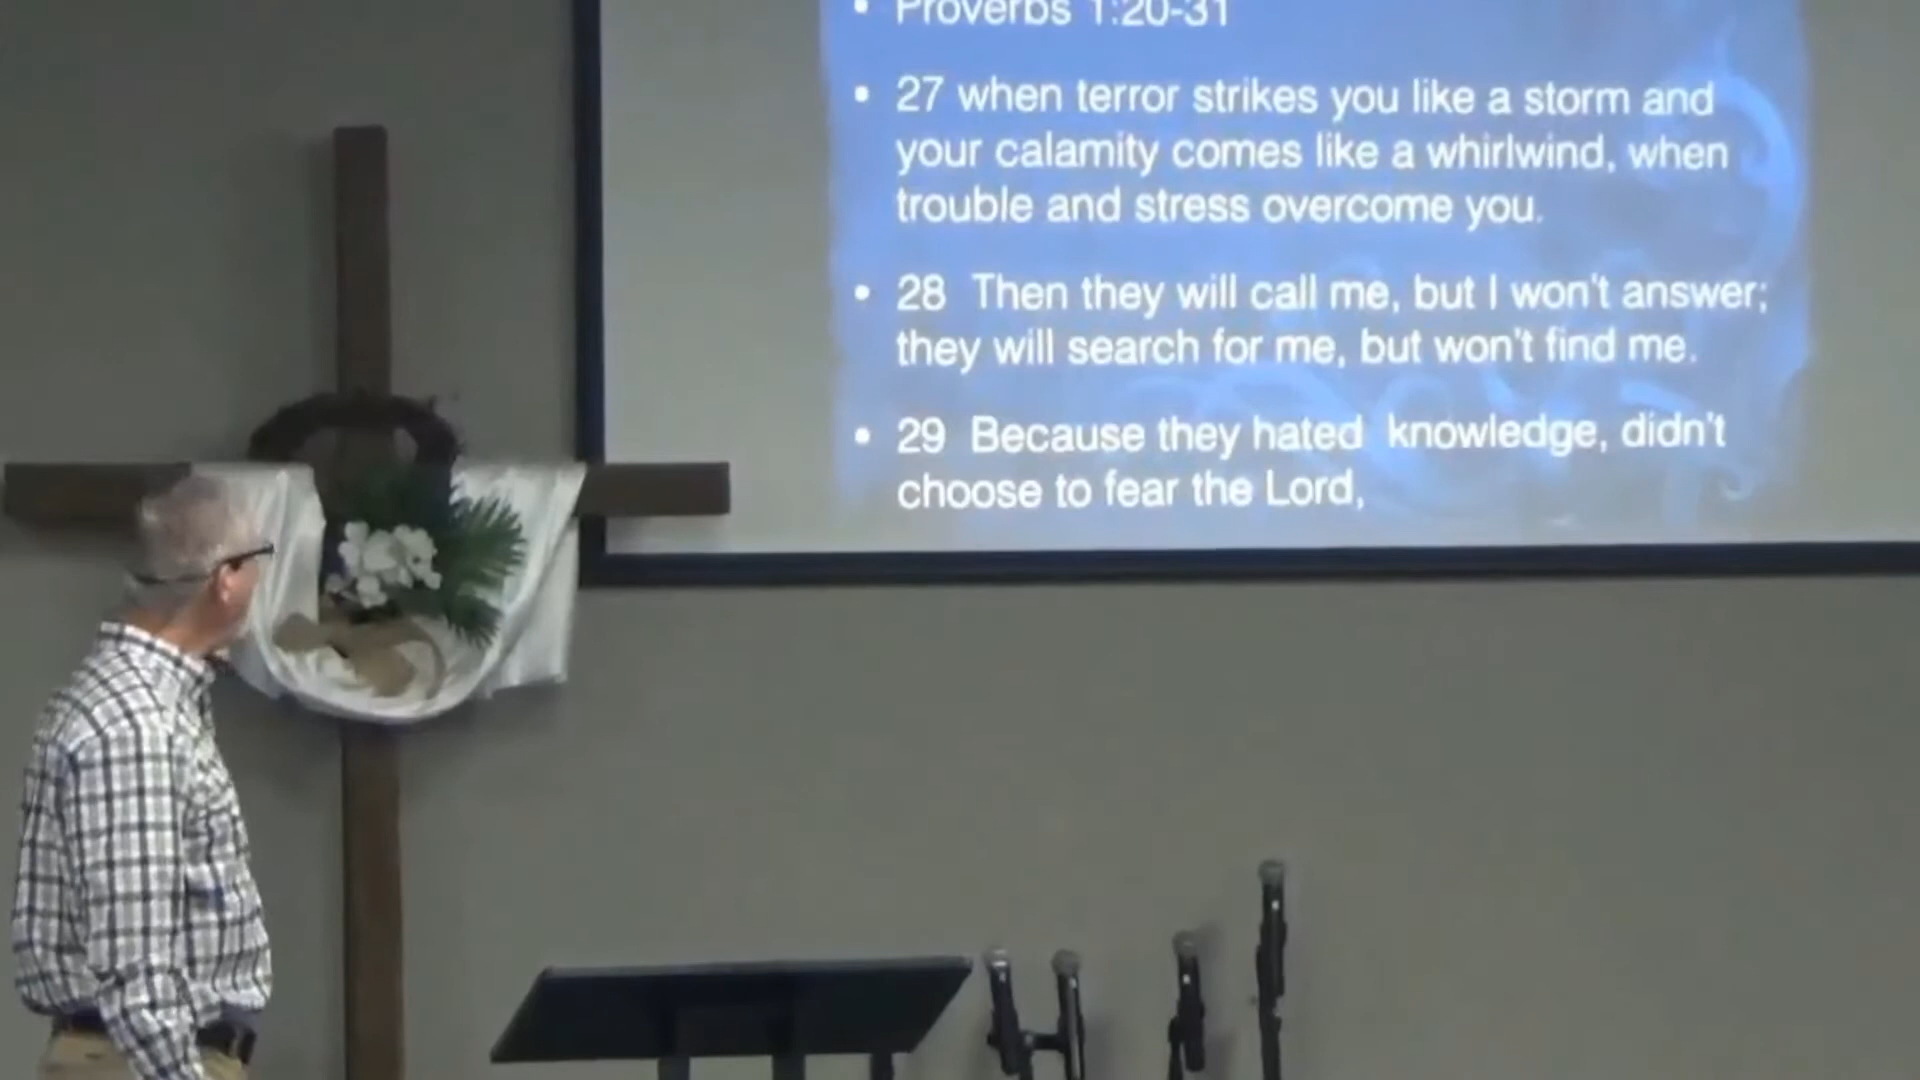 • Proverbs 1:20-31
• 27 when terror strikes you like a storm and
your calamity comes like a whirlwind, when
trouble and stress overcome you.
• 28 Then they will call me, but I won't answer;
they will search for me, but won't find me.
• 29 Because they hated knowledge, didn't
choose to fear the Lord,